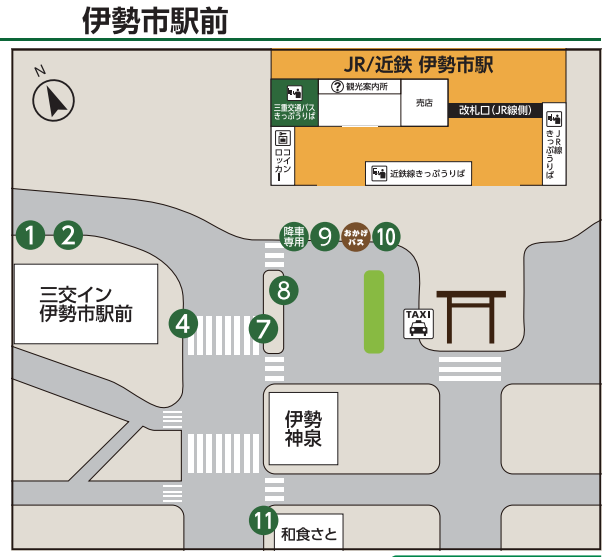 伊勢市駅前
N
JR/近鉄 伊勢市駅
三重交通バス
きっぷうりば
?観光案内所
売店
改札口(JR線側)
コイン
ロッカー
近鉄線きっぷうりば
JR線
きっぷうりば
1
2
降車
専用
9
おかげ
バス
10
8
三交イン
伊勢市駅前
4
7
TAXI
伊勢
神泉
11
和食さと